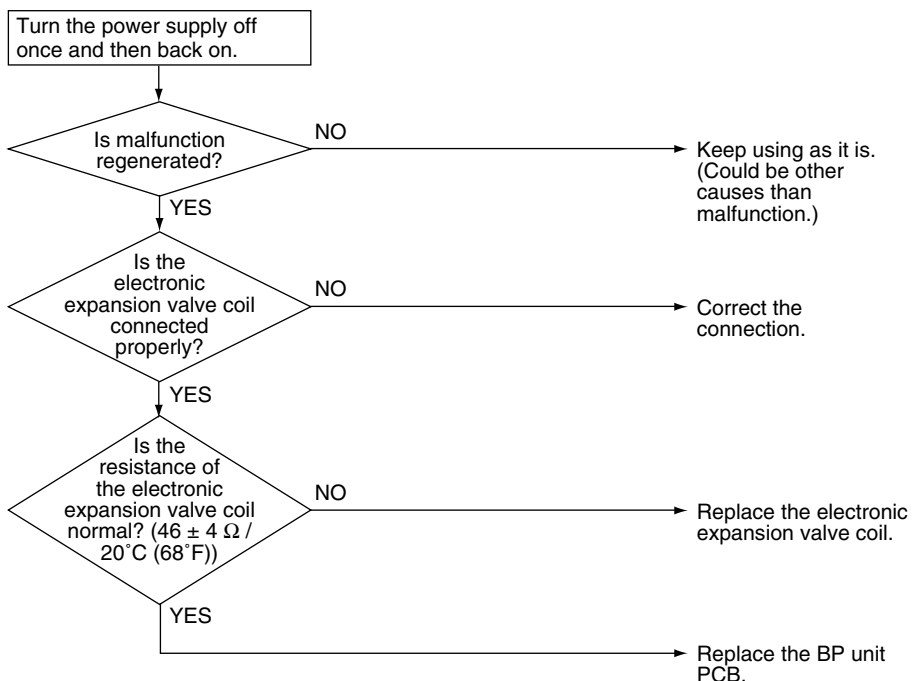 Turn the power supply off
once and then back on.
Is malfunction
regenerated?
NO
Keep using as it is.
(Could be other
causes than
malfunction.)
YES
Is the
electronic
expansion valve coil
connected
properly?
NO
Correct the
connection.
YES
Is the
resistance of
the electronic
expansion valve coil
normal? (46 ± 4 Ω /
20˚C (68˚F))
NO
Replace the electronic
expansion valve coil.
YES
Replace the BP unit
PCB.